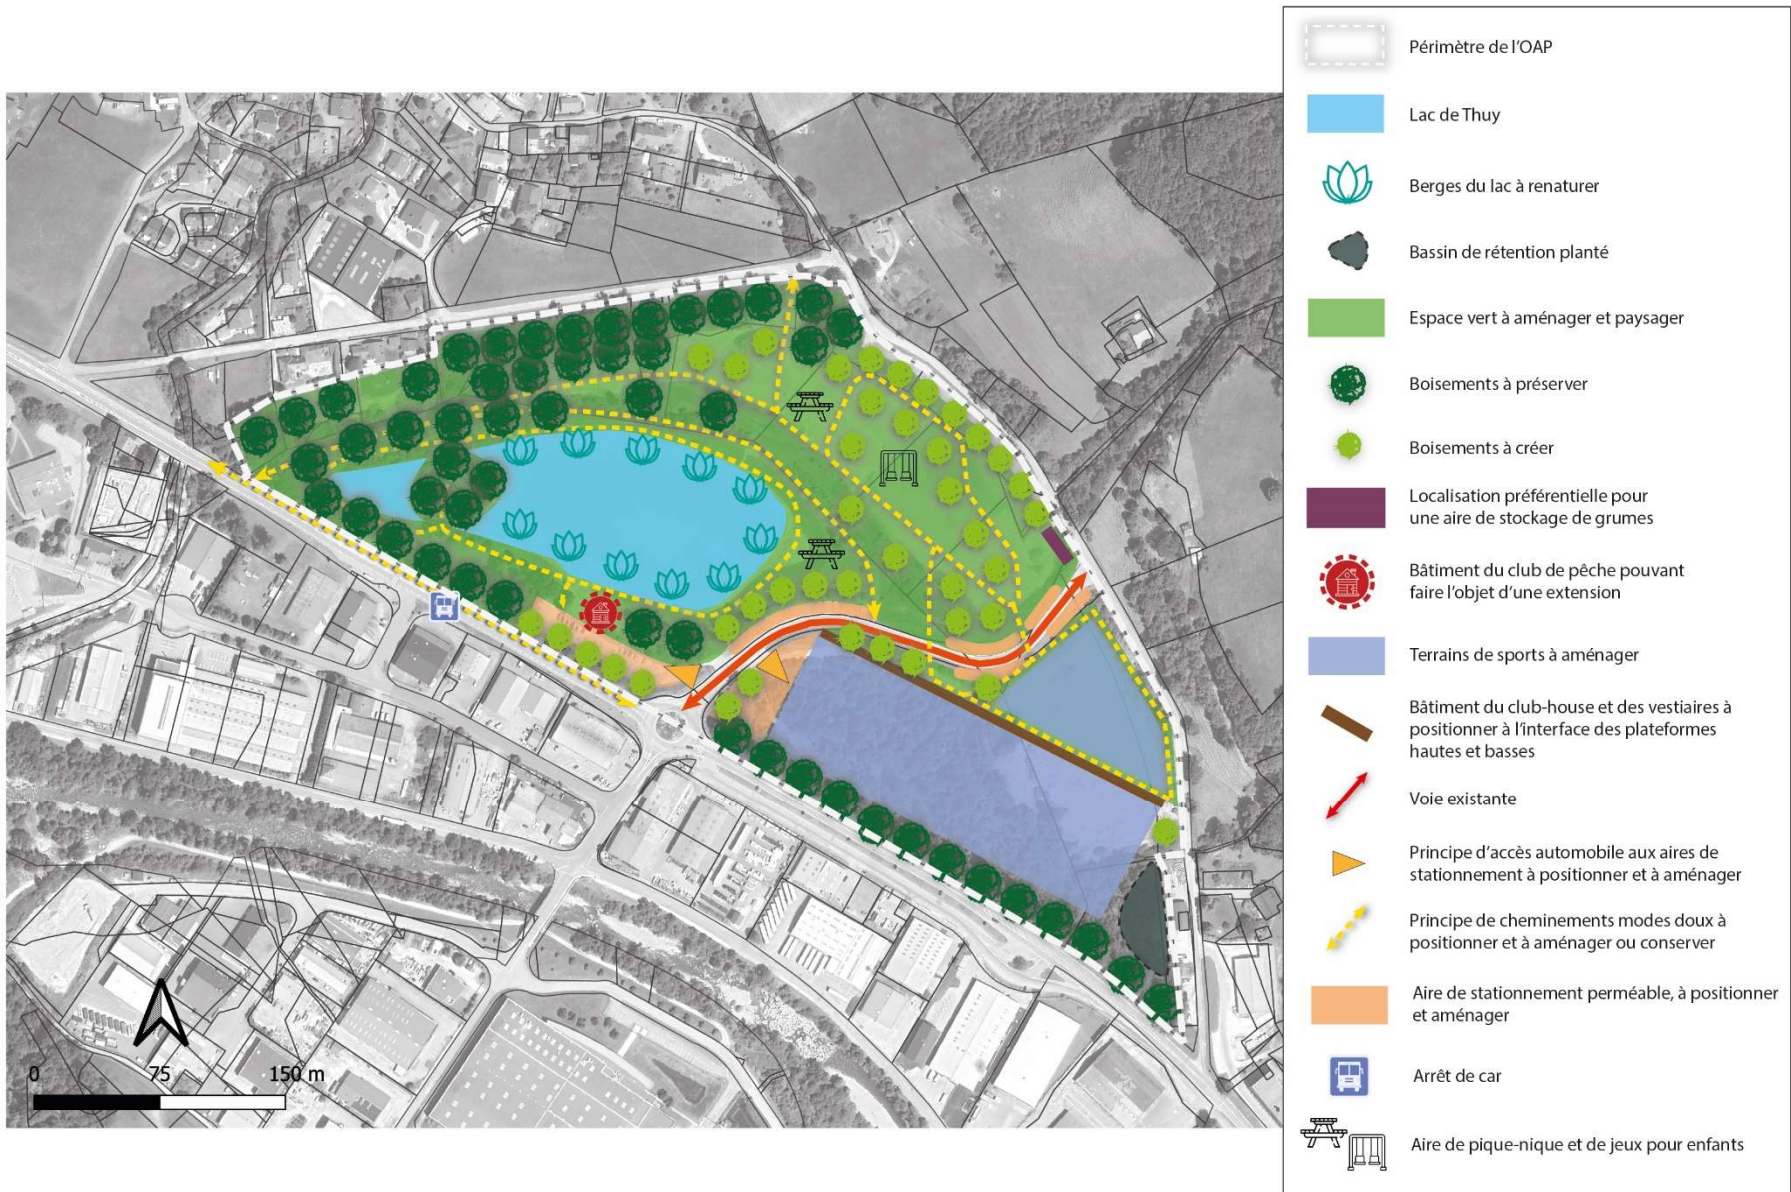 Périmètre de l'OAP
Lac de Thuy
Berges du lac à renaturer
Bassin de rétention planté
Espace vert à aménager et paysager
Boisements à préserver
Boisements à créer
Localisation préférentielle pour
une aire de stockage de grumes
Bâtiment du club de pêche pouvant
faire l'objet d'une extension
Terrains de sports à aménager
Bâtiment du club-house et des vestiaires à
positionner à l'interface des plateformes
hautes et basses
Voie existante
Principe d'accès automobile aux aires de
stationnement à positionner et à aménager
Principe de cheminements modes doux à
positionner et à aménager ou conserver
Aire de stationnement perméable, à positionner
et aménager
Arrêt de car
Aire de pique-nique et de jeux pour enfants
0 75 150 m